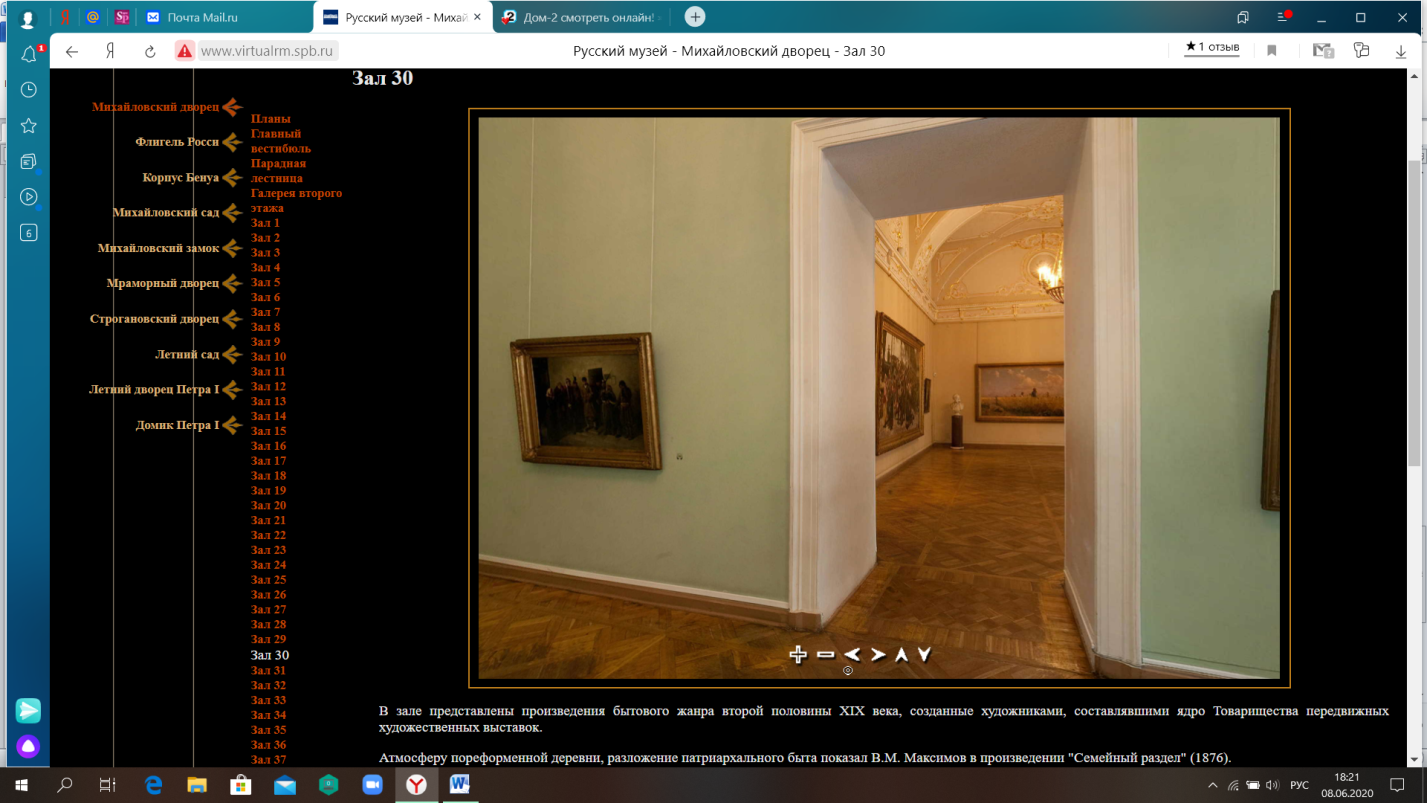 Почта Mail.ru
Русский музей - Михай
Дом-2 смотреть онлайн!
1
www.virtualrm.spb.ru
Русский музей - Михайловский дворец - Зал 30
★1 отзыв
6
Зал 30
Михайловский дворец
Флигель Росси
Корпус Бенуа
Михайловский сад
Михайловский замок
Мраморный дворец
Строгановский дворец
Летний сад
Летний дворец Петра I
Домик Петра I
Планы
Главный
вестибюль
Парадная
лестница
Галерея второго
этажа
Зал 1
Зал 2
Зал 3
Зал 4
Зал 5
Зал 6
Зал 7
Зал 8
Зал 9
Зал 10
Зал 11
Зал 12
Зал 13
Зал 14
Зал 15
Зал 16
Зал 17
Зал 18
Зал 19
Зал 20
Зал 21
Зал 22
Зал 23
Зал 24
Зал 25
Зал 26
Зал 27
Зал 28
Зал 29
Зал 30
Зал 31
Зал 32
Зал 33
Зал 34
Зал 35
Зал 36
Зал 37
В зале представлены произведения бытового жанра второй половины XIX века, созданные художниками, составлявшими ядро Товарищества передвижных
художественных выставок.
Атмосферу пореформенной деревни, разложение патриархального быта показал В.М. Максимов в произведении "Семейный раздел" (1876).
РУС
18:21
08.06.2020